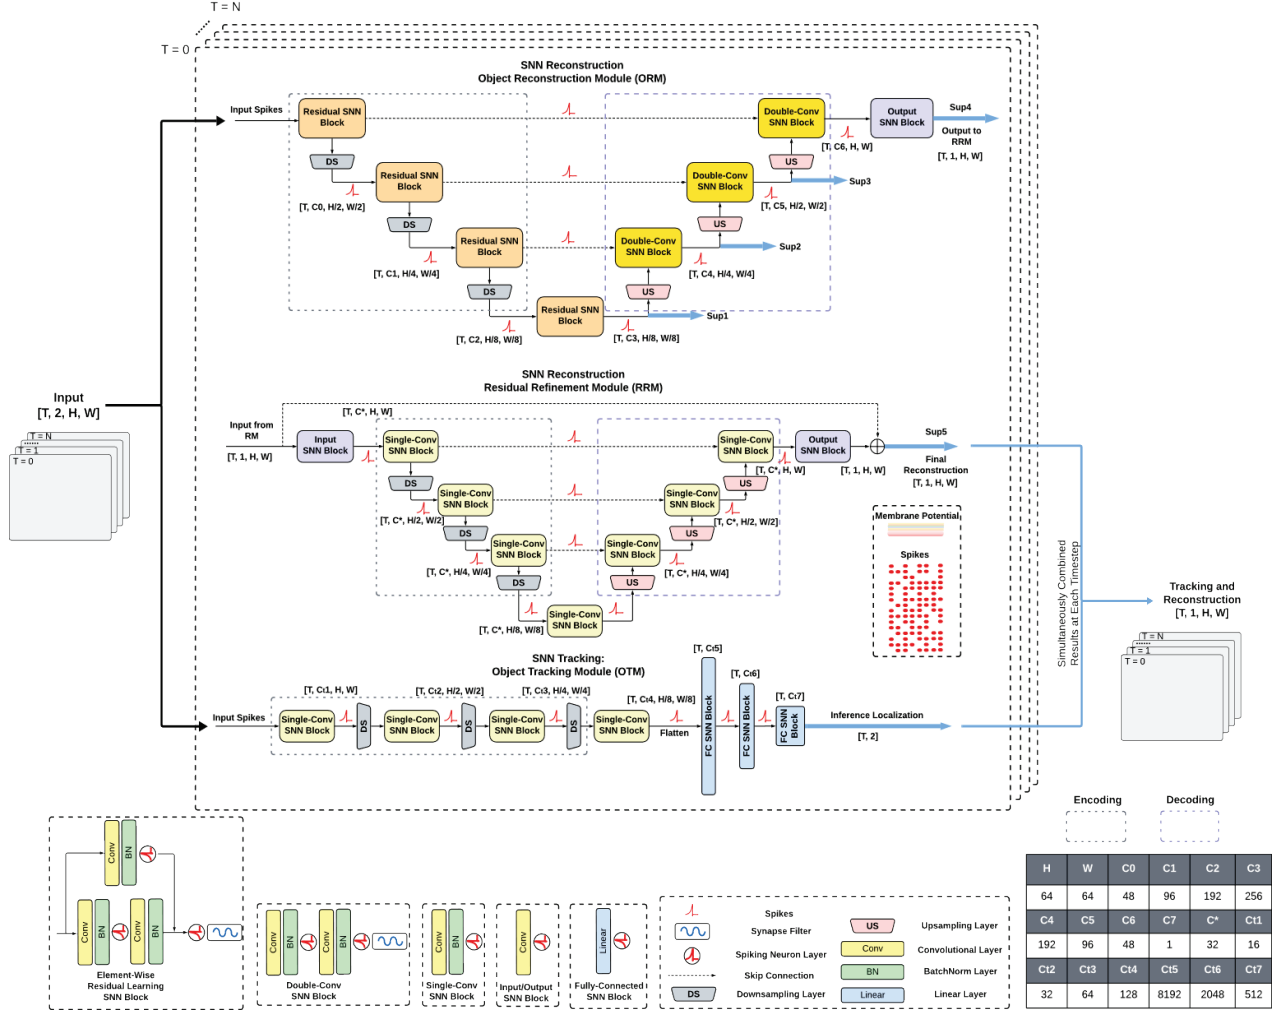 T = N
T = 0
SNN Reconstruction
Object Reconstruction Module (ORM)
Input Spikes
Residual SNN
Block
Double-Conv
SNN Block
Output
SNN Block
Sup4
Output to
RRM
[T, 1, H, W]
[T, C6, H, W]
DS
US
[T, C0, H/2, W/2]
Residual SNN
Block
Double-Conv
SNN Block
[T, C5, H/2, W/2]
Sup3
DS
US
[T, C1, H/4, W/4]
Residual SNN
Block
Double-Conv
SNN Block
[T, C4, H/4, W/4]
Sup2
DS
US
[T, C2, H/8, W/8]
Residual SNN
Block
[T, C3, H/8, W/8]
Sup1
Input
[T, 2, H, W]
T = N
......
T = 1
T = 0
SNN Reconstruction
Residual Refinement Module (RRM)
[T, C*, H, W]
Input from
RM
[T, 1, H, W]
Input
SNN Block
Single-Conv
SNN Block
Single-Conv
SNN Block
[T, C*, H, W]
Output
SNN Block
[T, 1, H, W]
Sup5
Final
Reconstruction
[T, 1, H, W]
DS
US
[T, C*, H/2, W/2]
Single-Conv
SNN Block
Single-Conv
SNN Block
[T, C*, H/2, W/2]
DS
US
[T, C*, H/4, W/4]
Single-Conv
SNN Block
Single-Conv
SNN Block
[T, C*, H/4, W/4]
DS
US
[T, C*, H/8, W/8]
Single-Conv
SNN Block
Membrane Potential
Spikes
Simultaneously Combined
Results at Each Timestep
Tracking and
Reconstruction
[T, 1, H, W]
T = N
......
T = 1
T = 0
SNN Tracking:
Object Tracking Module (OTM)
Input Spikes
[T, Ct1, H, W]
Single-Conv
SNN Block
DS
[T, Ct2, H/2, W/2]
Single-Conv
SNN Block
DS
[T, Ct3, H/4, W/4]
Single-Conv
SNN Block
DS
[T, Ct4, H/8, W/8]
Single-Conv
SNN Block
Flatten
[T, Ct5]
FC SNN Block
[T, Ct6]
FC SNN Block
[T, Ct7]
FC SNN
Block
Inference Localization
[T, 2]
Conv
BN
Conv
BN
Conv
BN
Element-Wise
Residual Learning
SNN Block
Conv
BN
Conv
BN
Double-Conv
SNN Block
Conv
BN
Single-Conv
SNN Block
Conv
Input/Output
SNN Block
Linear
Fully-Connected
SNN Block
Spikes
Synapse Filter
Spiking Neuron Layer
Skip Connection
DS Downsampling Layer
US Upsampling Layer
Conv Convolutional Layer
BN BatchNorm Layer
Linear Linear Layer
Encoding Decoding
H W C0 C1 C2 C3
64 64 48 96 192 256
C4 C5 C6 C7 C* Ct1
192 96 48 1 32 16
Ct2 Ct3 Ct4 Ct5 Ct6 Ct7
32 64 128 8192 2048 512